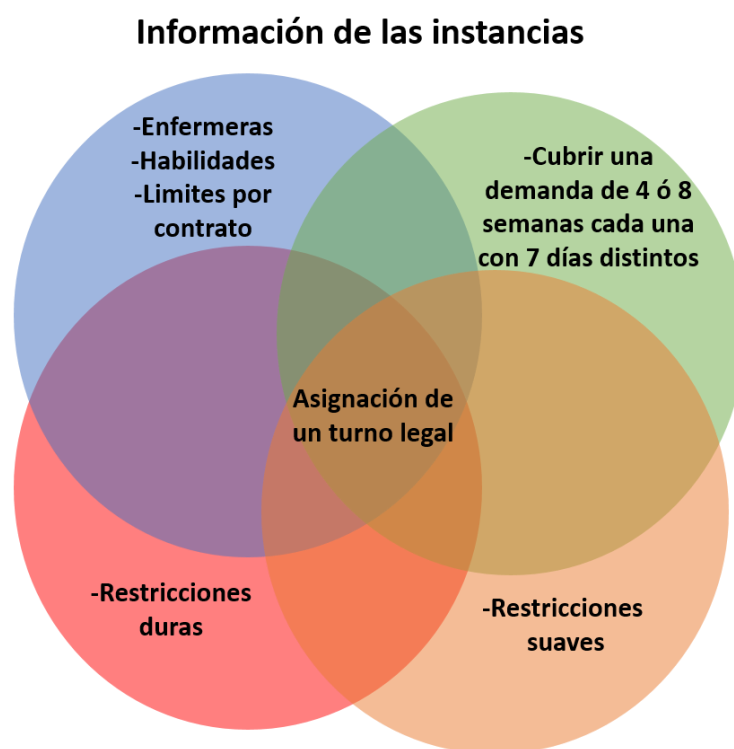 Información de las instancias
-Enfermeras
-Habilidades
-Limites por
contrato
-Cubrir una
demanda de 4 ó 8
semanas cada una
con 7 días distintos
Asignación de
un turno legal
-Restricciones
duras
-Restricciones
suaves